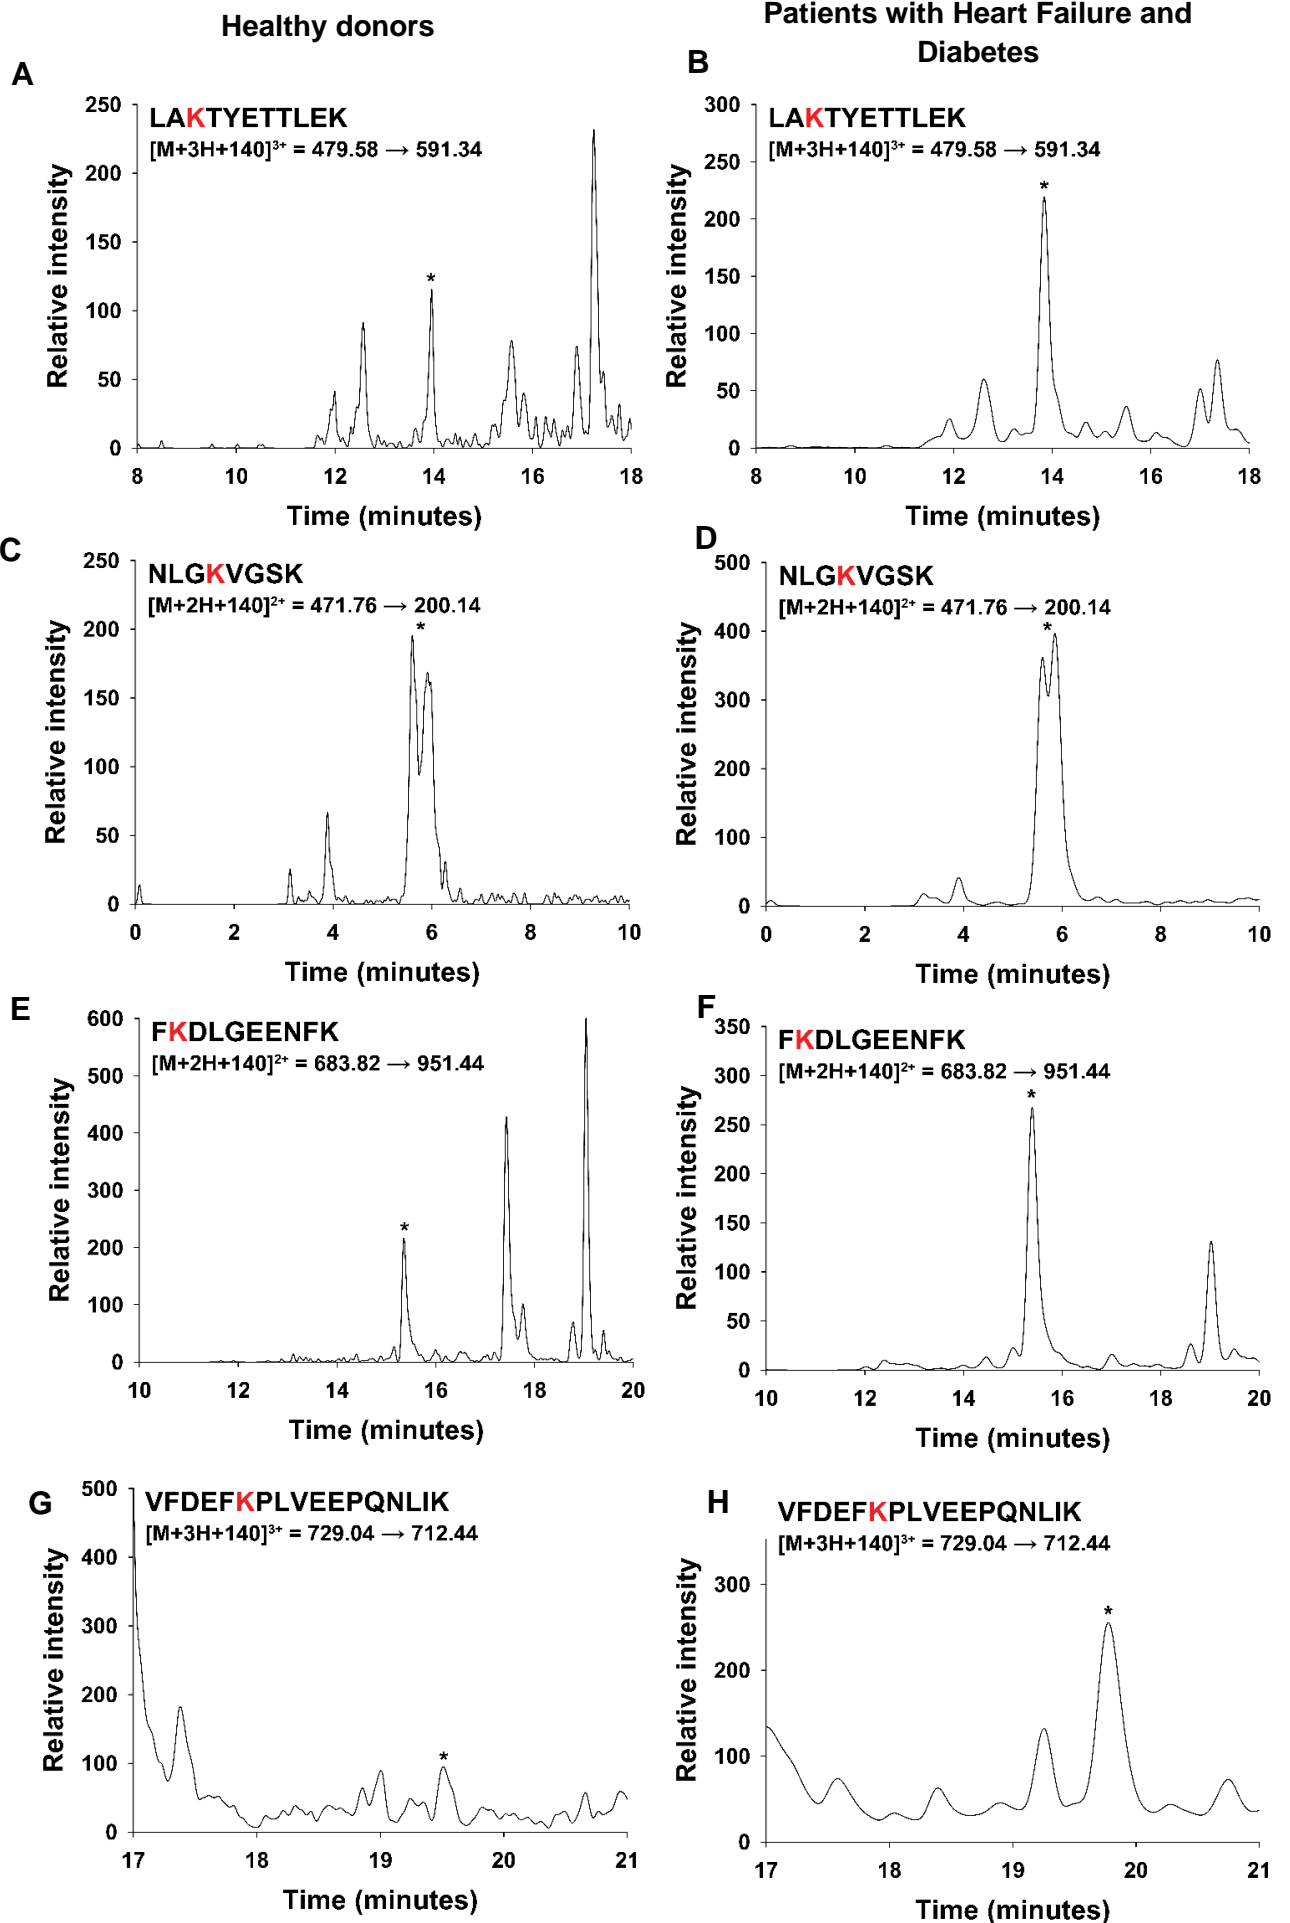 Healthy donors
Patients with Heart Failure and
Diabetes
A
LAKTYETTLEK
[M+3H+140]³⁺ = 479.58 → 591.34
*
Relative intensity
250
200
150
100
50
0
8 10 12 14 16 18
Time (minutes)
B
LAKTYETTLEK
[M+3H+140]³⁺ = 479.58 → 591.34
*
Relative intensity
300
250
200
150
100
50
0
8 10 12 14 16 18
Time (minutes)
C
NLGKVGSK
[M+2H+140]²⁺ = 471.76 → 200.14
*
Relative intensity
250
200
150
100
50
0
0 2 4 6 8 10
Time (minutes)
D
NLGKVGSK
[M+2H+140]²⁺ = 471.76 → 200.14
*
Relative intensity
500
400
300
200
100
0
0 2 4 6 8 10
Time (minutes)
E
FKDLGEENFK
[M+2H+140]²⁺ = 683.82 → 951.44
*
Relative intensity
600
500
400
300
200
100
0
10 12 14 16 18 20
Time (minutes)
F
FKDLGEENFK
[M+2H+140]²⁺ = 683.82 → 951.44
*
Relative intensity
350
300
250
200
150
100
50
0
10 12 14 16 18 20
Time (minutes)
G
VFDEFKPLVEEPQNLIK
[M+3H+140]³⁺ = 729.04 → 712.44
*
Relative intensity
500
400
300
200
100
0
17 18 19 20 21
Time (minutes)
H
VFDEFKPLVEEPQNLIK
[M+3H+140]³⁺ = 729.04 → 712.44
*
Relative intensity
300
200
100
0
17 18 19 20 21
Time (minutes)